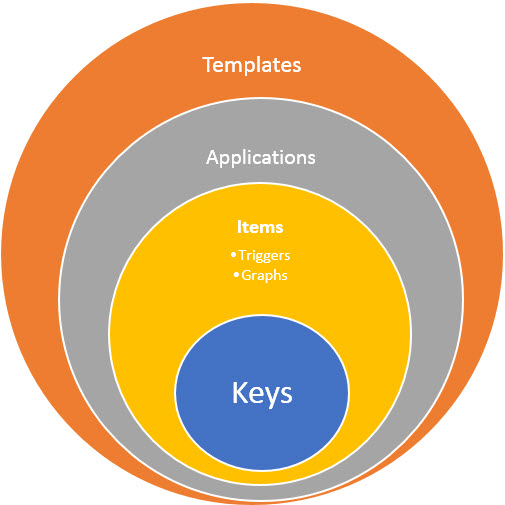 Templates
Applications
Items
• Triggers
• Graphs
Keys